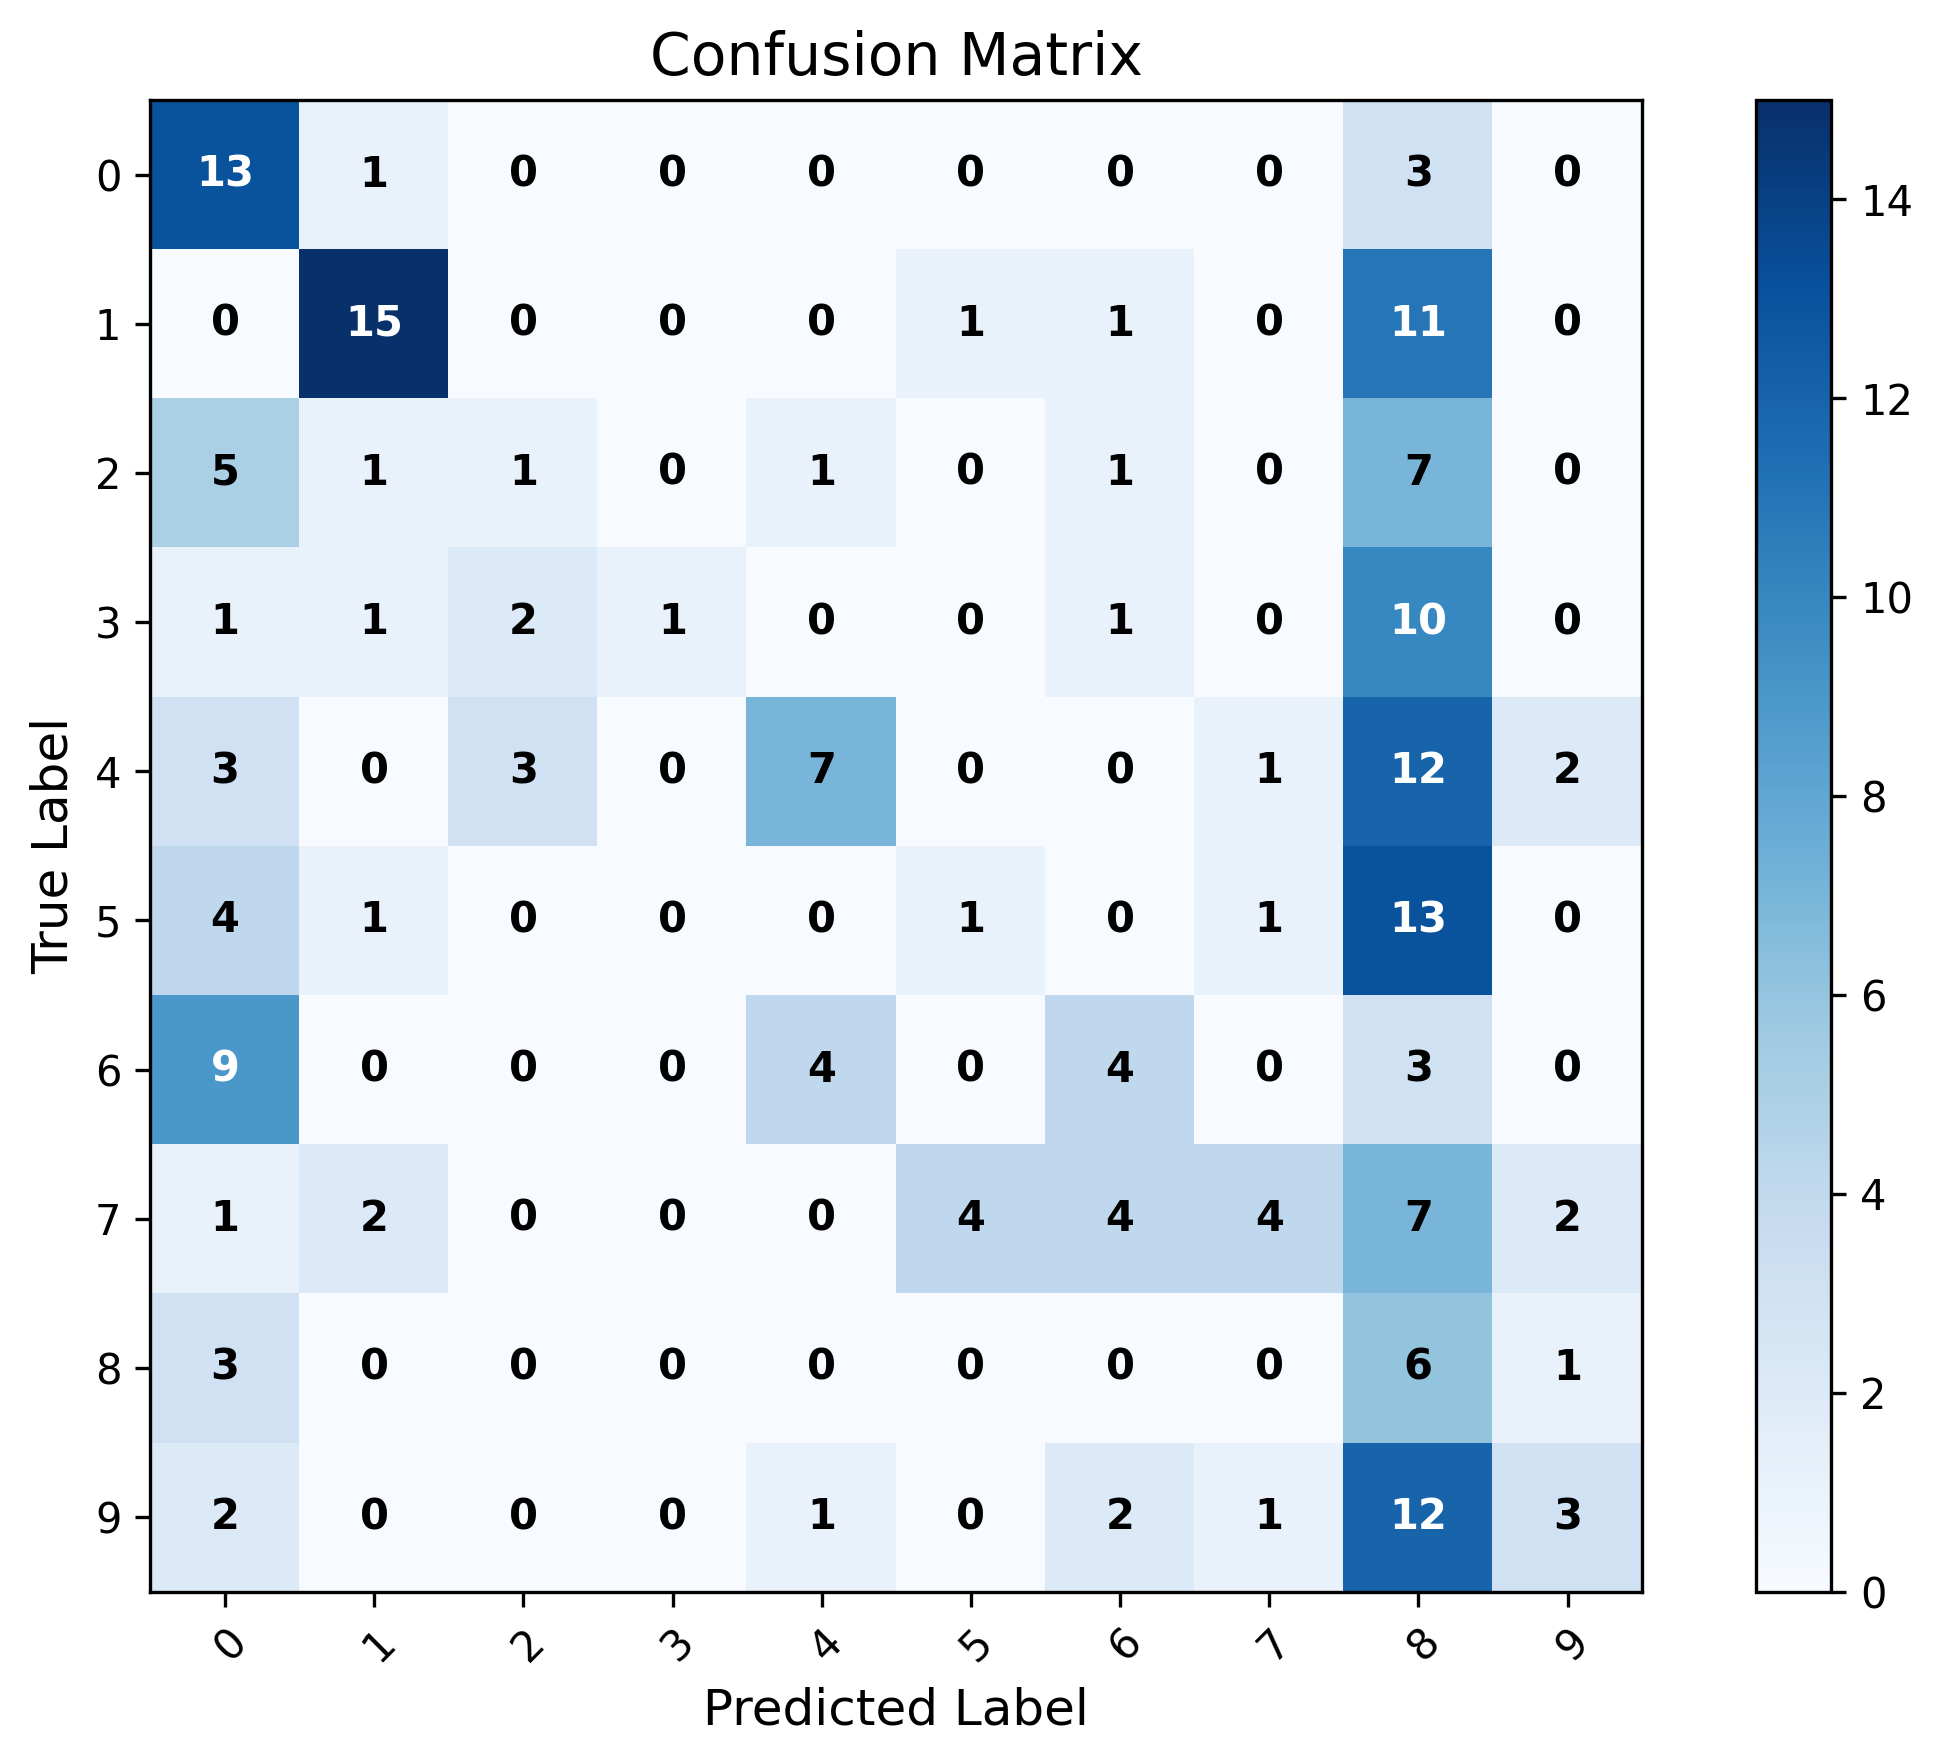 Confusion Matrix
0 13 1 0 0 0 0 0 0 3 0
1 0 15 0 0 0 1 1 0 11 0
2 5 1 1 0 1 0 1 0 7 0
3 1 1 2 1 0 0 1 0 10 0
4 3 0 3 0 7 0 0 1 12 2
5 4 1 0 0 0 1 0 1 13 0
6 9 0 0 0 4 0 4 0 3 0
7 1 2 0 0 0 4 4 4 7 2
8 3 0 0 0 0 0 0 0 6 1
9 2 0 0 0 1 0 2 1 12 3
0 1 2 3 4 5 6 7 8 9
Predicted Label
True Label
14
12
10
8
6
4
2
0